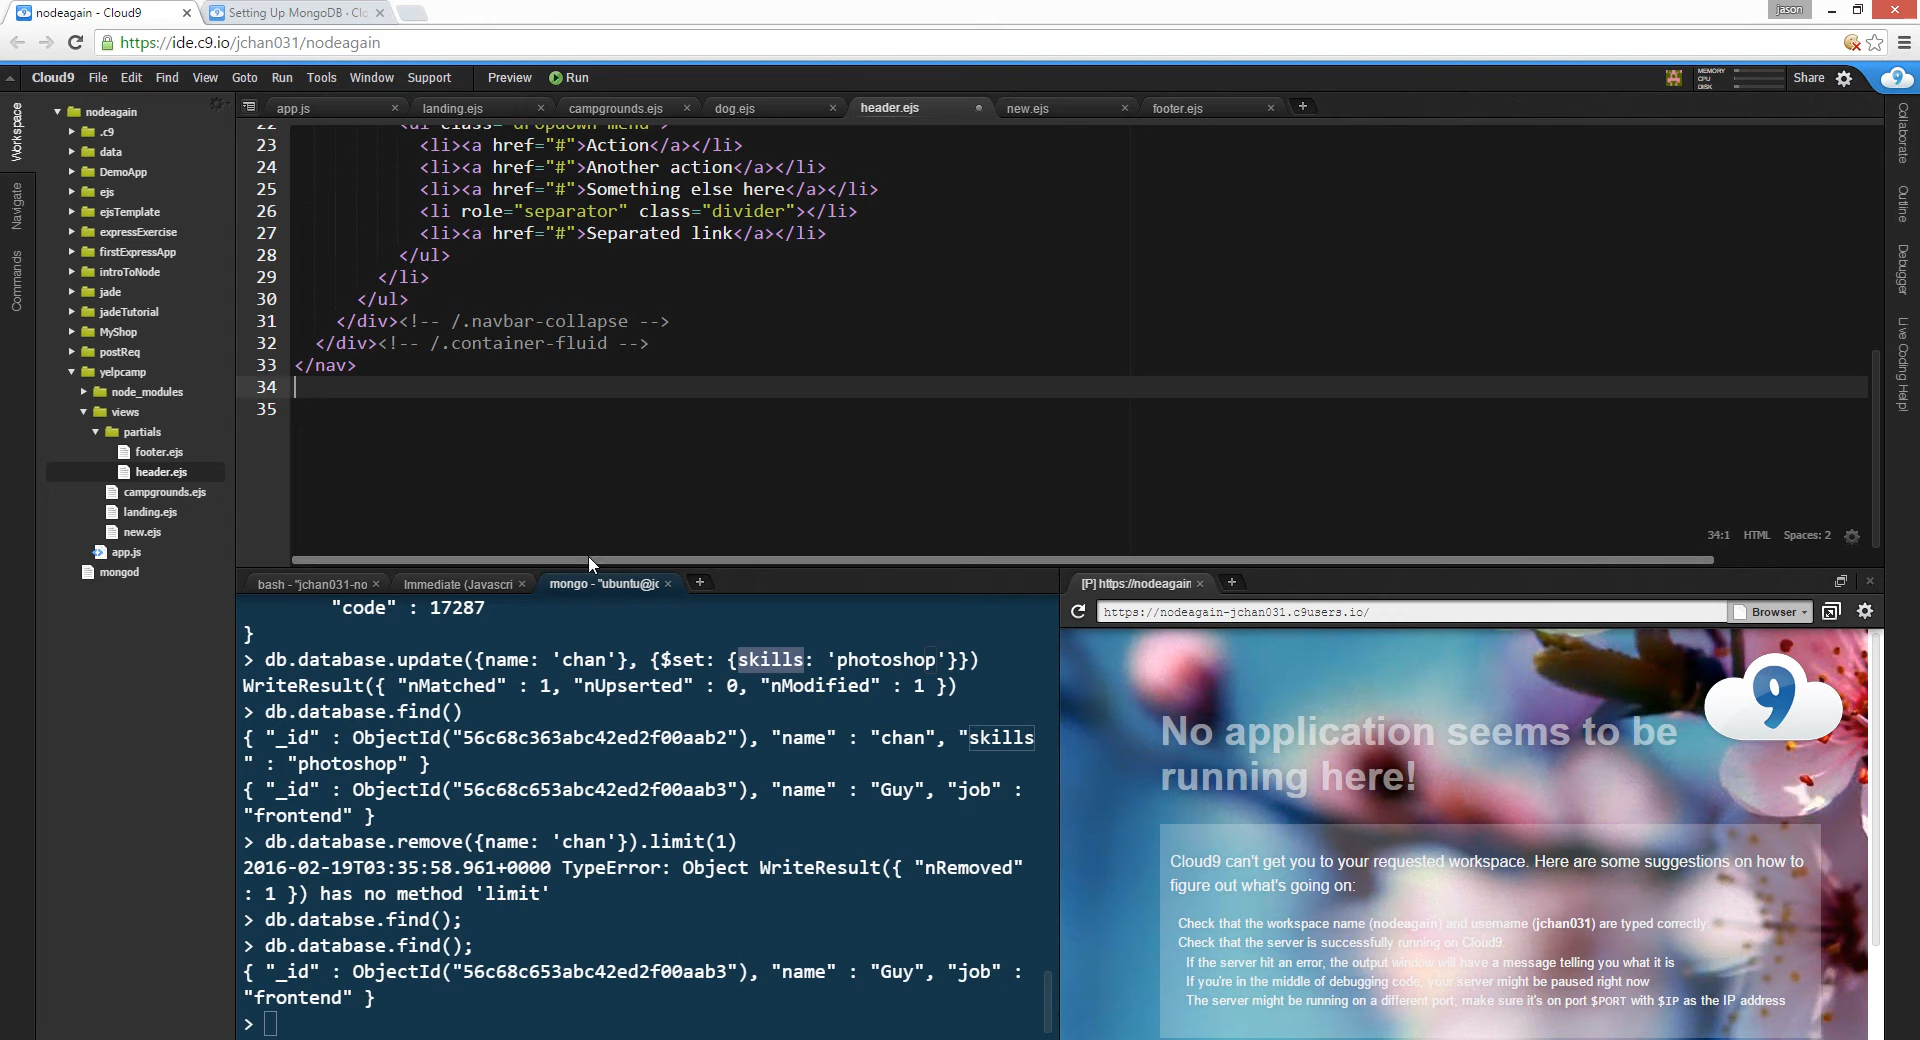 nodeagain - Cloud9
Setting Up MongoDB · Clo
jason
https://ide.c9.io/jchan031/nodeagain
Cloud9 File Edit Find View Goto Run Tools Window Support Preview Run
MEMORY
CPU
DISK
Share
9
Workspace
Navigate
Commands
nodeagain
.c9
data
DemoApp
ejs
ejsTemplate
expressExercise
firstExpressApp
introToNode
jade
jadeTutorial
MyShop
postReq
yelpcamp
node_modules
views
partials
footer.ejs
header.ejs
campgrounds.ejs
landing.ejs
new.ejs
app.js
mongod
app.js landing.ejs campgrounds.ejs dog.ejs header.ejs new.ejs footer.ejs
22 <ul class="dropdown-menu">
23 <li><a href="#">Action</a></li>
24 <li><a href="#">Another action</a></li>
25 <li><a href="#">Something else here</a></li>
26 <li role="separator" class="divider"></li>
27 <li><a href="#">Separated link</a></li>
28 </ul>
29 </li>
30 </ul>
31 </div><!-- /.navbar-collapse -->
32 </div><!-- /.container-fluid -->
33 </nav>
34
35
34:1 HTML Spaces: 2
Collaborate
Outline
Debugger
Live Coding Help!
bash - "jchan031-no Immediate (Javascri mongo - "ubuntu@jc
"code" : 17287
}
> db.database.update({name: 'chan'}, {$set: {skills: 'photoshop'}})
WriteResult({ "nMatched" : 1, "nUpserted" : 0, "nModified" : 1 })
> db.database.find()
{ "_id" : ObjectId("56c68c363abc42ed2f00aab2"), "name" : "chan", "skills
" : "photoshop" }
{ "_id" : ObjectId("56c68c653abc42ed2f00aab3"), "name" : "Guy", "job" :
"frontend" }
> db.database.remove({name: 'chan'}).limit(1)
2016-02-19T03:35:58.961+0000 TypeError: Object WriteResult({ "nRemoved"
: 1 }) has no method 'limit'
> db.databse.find();
> db.database.find();
{ "_id" : ObjectId("56c68c653abc42ed2f00aab3"), "name" : "Guy", "job" :
"frontend" }
>
[P] https://nodeagain
https://nodeagain-jchan031.c9users.io/
Browser
9
No application seems to be
running here!
Cloud9 can't get you to your requested workspace. Here are some suggestions on how to
figure out what's going on:
Check that the workspace name (nodeagain) and username (jchan031) are typed correctly.
Check that the server is successfully running on Cloud9.
If the server hit an error, the output window will have a message telling you what it is
If you're in the middle of debugging code, your server might be paused right now
The server might be running on a different port; make sure it's on port $PORT with $IP as the IP address